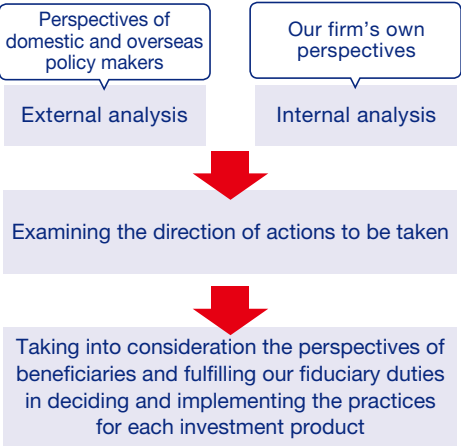 Perspectives of
domestic and overseas
policy makers
Our firm's own
perspectives
External analysis
Internal analysis
Examining the direction of actions to be taken
Taking into consideration the perspectives of
beneficiaries and fulfilling our fiduciary duties
in deciding and implementing the practices
for each investment product